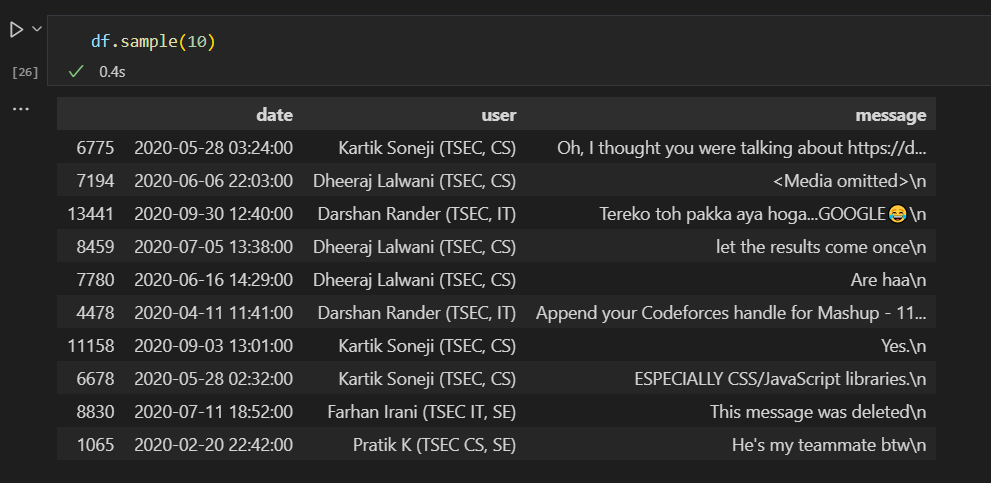 df.sample(10)
[26] 0.4s
...
date user message
6775 2020-05-28 03:24:00 Kartik Soneji (TSEC, CS) Oh, I thought you were talking about https://d...
7194 2020-06-06 22:03:00 Dheeraj Lalwani (TSEC, CS) <Media omitted>\n
13441 2020-09-30 12:40:00 Darshan Rander (TSEC, IT) Tereko toh pakka aya hoga...GOOGLE😂\n
8459 2020-07-05 13:38:00 Dheeraj Lalwani (TSEC, CS) let the results come once\n
7780 2020-06-16 14:29:00 Dheeraj Lalwani (TSEC, CS) Are haa\n
4478 2020-04-11 11:41:00 Darshan Rander (TSEC, IT) Append your Codeforces handle for Mashup - 11...
11158 2020-09-03 13:01:00 Kartik Soneji (TSEC, CS) Yes.\n
6678 2020-05-28 02:32:00 Kartik Soneji (TSEC, CS) ESPECIALLY CSS/JavaScript libraries.\n
8830 2020-07-11 18:52:00 Farhan Irani (TSEC IT, SE) This message was deleted\n
1065 2020-02-20 22:42:00 Pratik K (TSEC CS, SE) He's my teammate btw\n